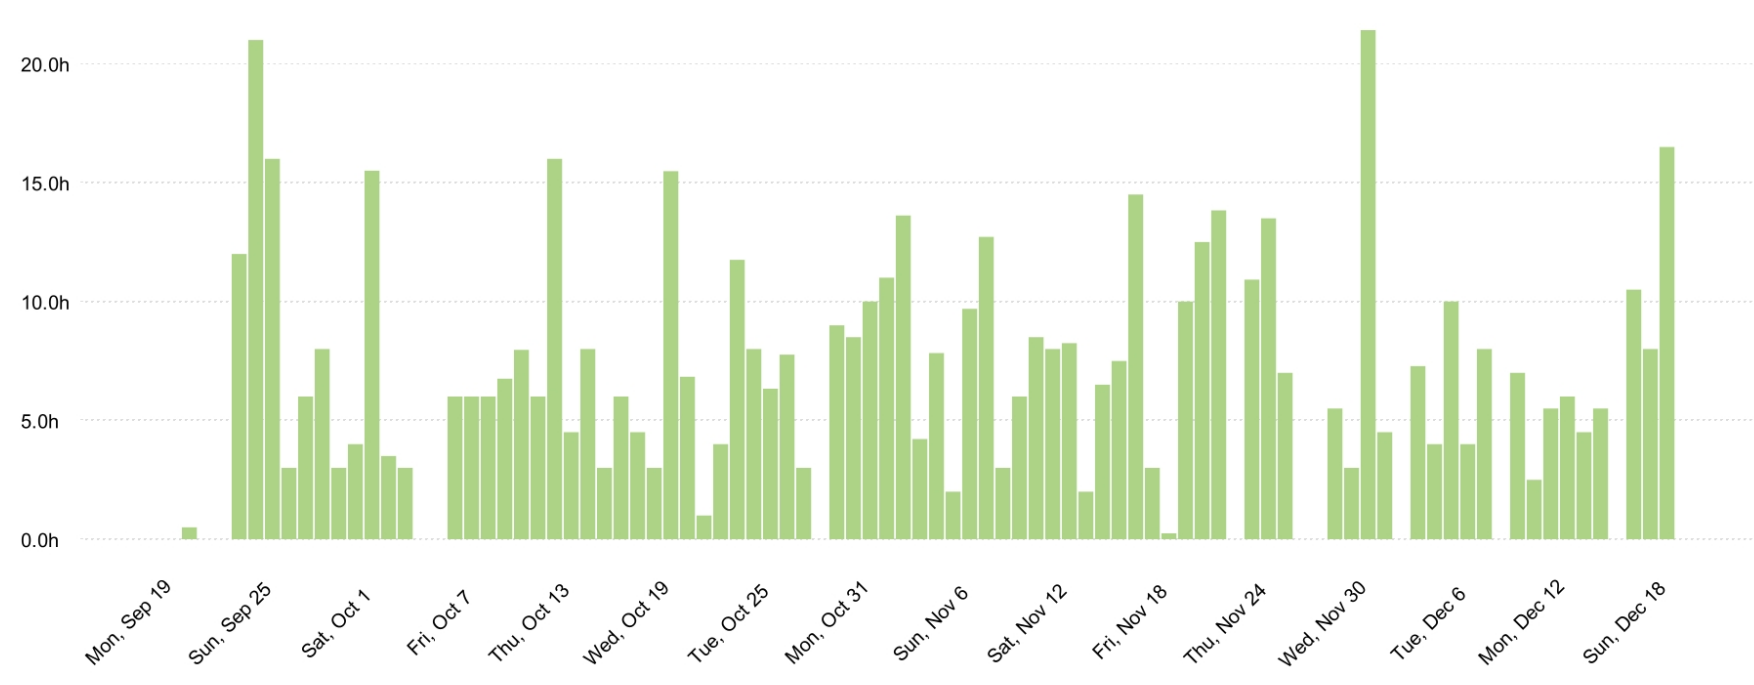 20.0h
15.0h
10.0h
5.0h
0.0h
Mon, Sep 19
Sun, Sep 25
Sat, Oct 1
Fri, Oct 7
Thu, Oct 13
Wed, Oct 19
Tue, Oct 25
Mon, Oct 31
Sun, Nov 6
Sat, Nov 12
Fri, Nov 18
Thu, Nov 24
Wed, Nov 30
Tue, Dec 6
Mon, Dec 12
Sun, Dec 18